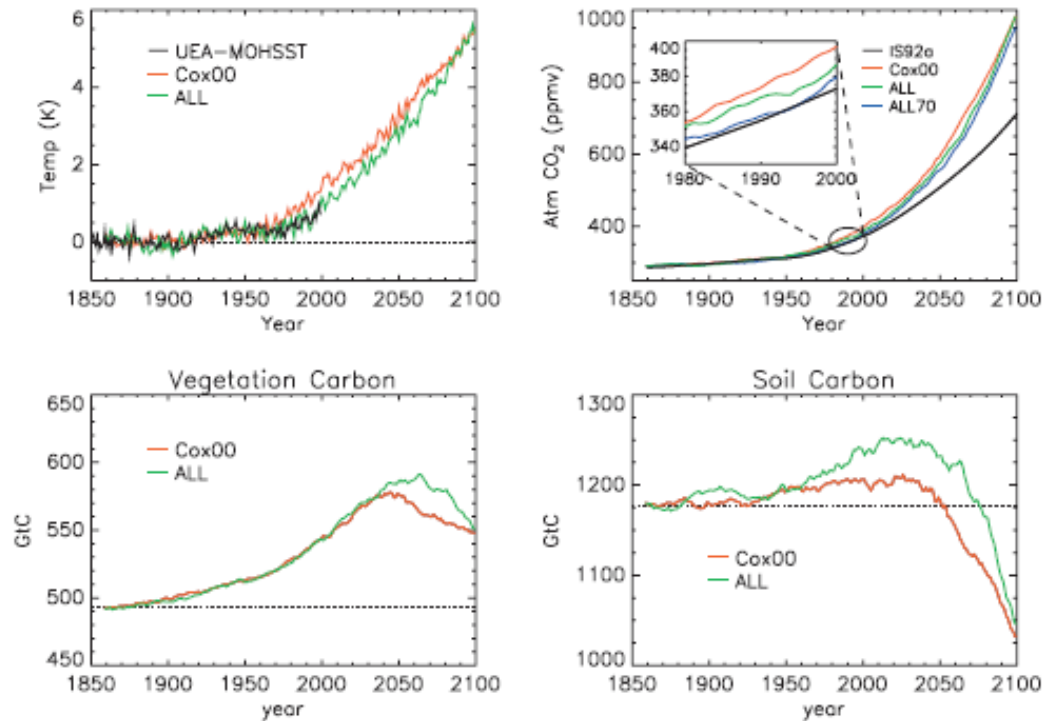 6
4
2
0
Temp (K)
UEA-MOHSST
Cox00
ALL
1850 1900 1950 2000 2050 2100
Year
1000
800
600
400
Atm CO₂ (ppmv)
400
380
360
340
1980 1990 2000
IS92a
Cox00
ALL
ALL70
1850 1900 1950 2000 2050 2100
Year
Vegetation Carbon
650
600
550
500
450
GtC
Cox00
ALL
1850 1900 1950 2000 2050 2100
year
Soil Carbon
1300
1200
1100
1000
GtC
Cox00
ALL
1850 1900 1950 2000 2050 2100
year